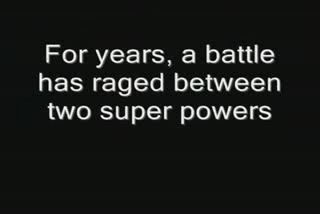 For years, a battle
has raged between
two super powers